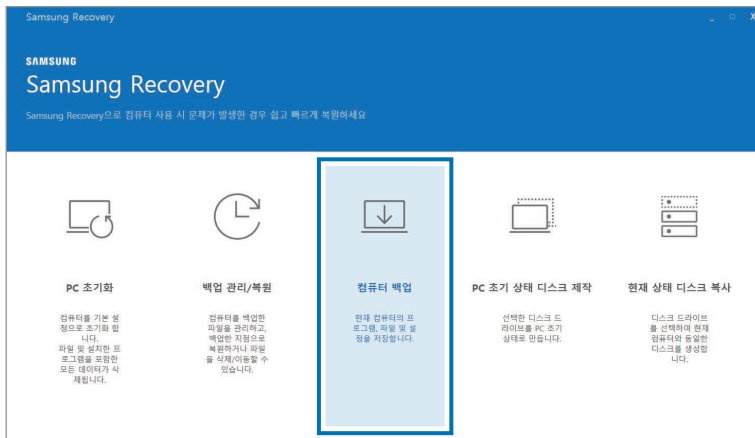 Samsung Recovery
SAMSUNG
Samsung Recovery
Samsung Recovery으로 컴퓨터 사용 시 문제가 발생한 경우 쉽고 빠르게 복원하세요
PC 초기화
컴퓨터를 기본 설
정으로 초기화 합
니다.
파일 및 설치한 프
로그램을 포함한
모든 데이터가 삭
제됩니다.
백업 관리/복원
컴퓨터를 백업한
파일을 관리하고,
백업한 지점으로
복원하거나 파일
을 삭제/이동할 수
있습니다.
컴퓨터 백업
현재 컴퓨터의 프
로그램, 파일 및 설
정을 저장합니다.
PC 초기 상태 디스크 제작
선택한 디스크 드
라이브를 PC 초기
상태로 만듭니다.
현재 상태 디스크 복사
디스크 드라이브
를 선택하여 현재
컴퓨터와 동일한
디스크를 생성합
니다.